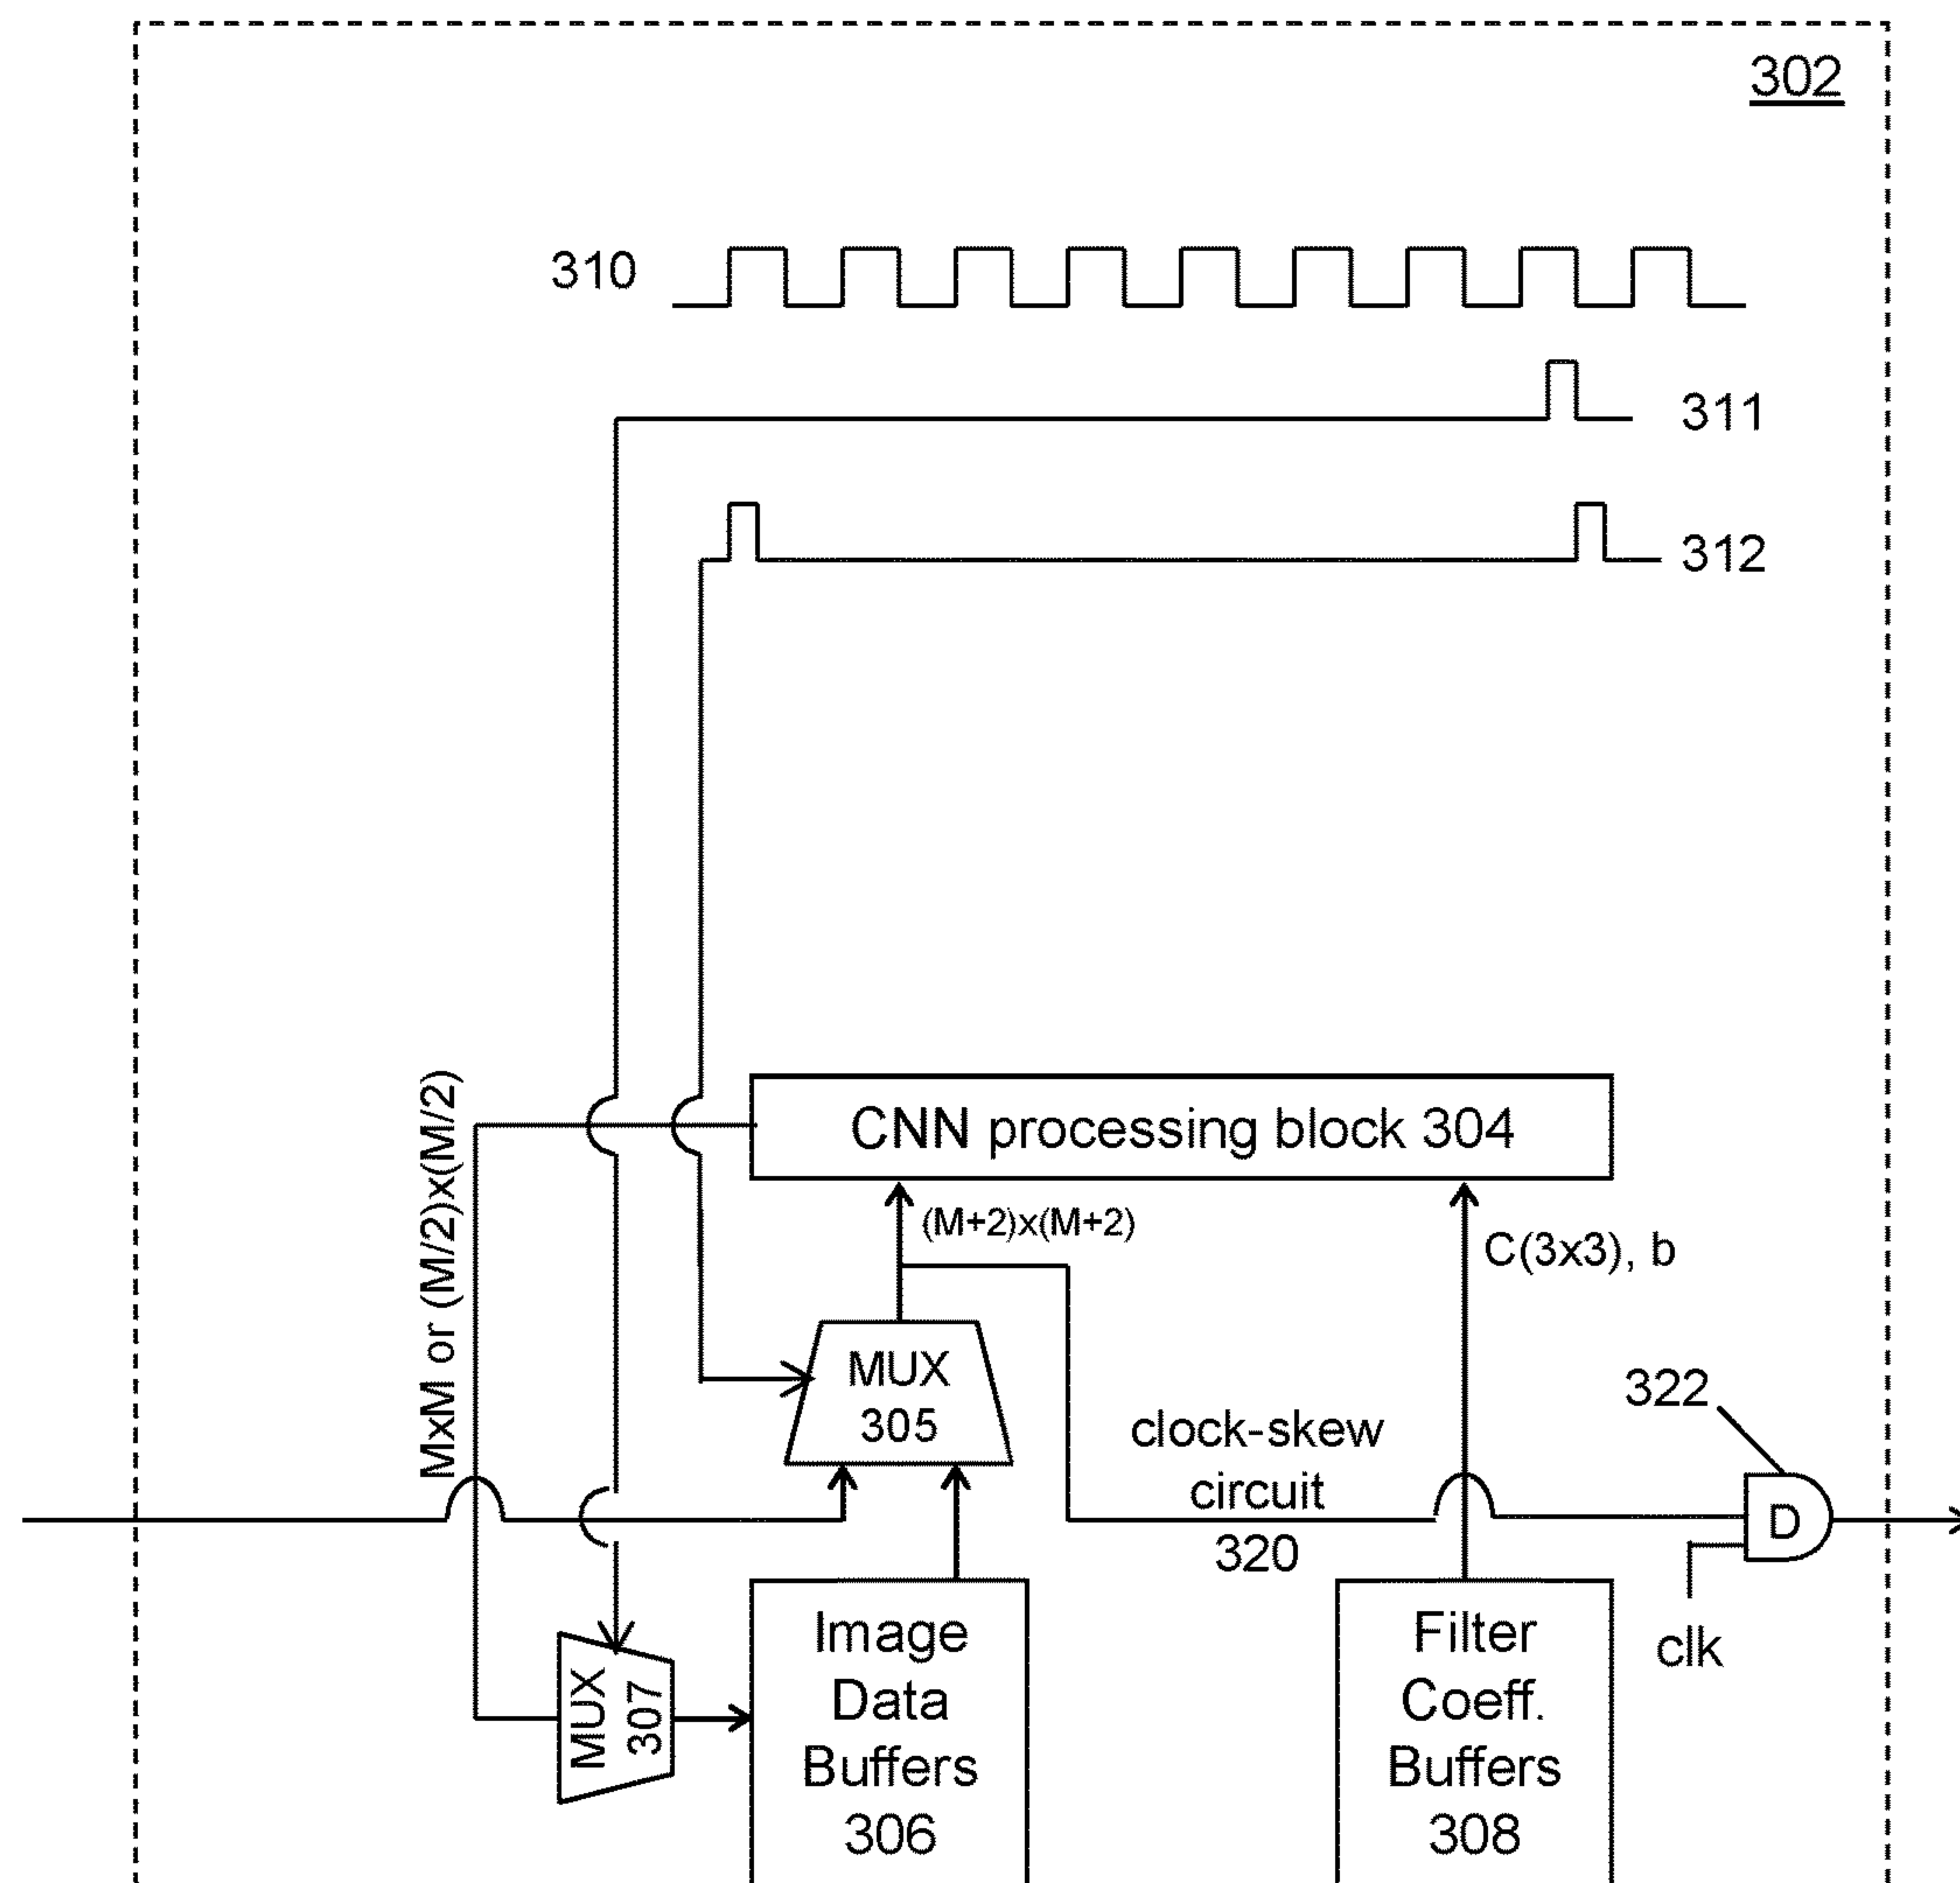 302
310
311
312
MxM or (M/2)x(M/2)
CNN processing block 304
(M+2)x(M+2)
C(3x3), b
MUX
305
clock-skew
circuit
320
322
D
clk
MUX
307
Image
Data
Buffers
306
Filter
Coeff.
Buffers
308